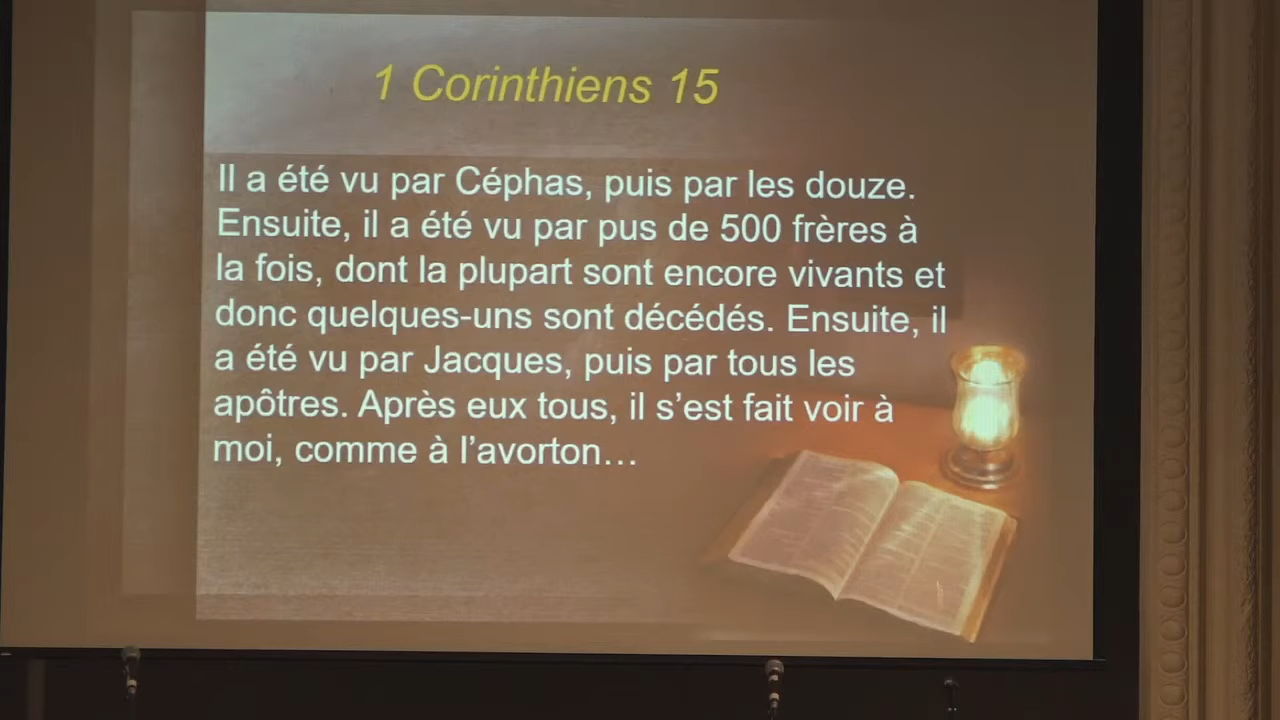 1 Corinthiens 15
Il a été vu par Céphas, puis par les douze.
Ensuite, il a été vu par pus de 500 frères à
la fois, dont la plupart sont encore vivants et
donc quelques-uns sont décédés. Ensuite, il
a été vu par Jacques, puis par tous les
apôtres. Après eux tous, il s’est fait voir à
moi, comme à l’avorton…